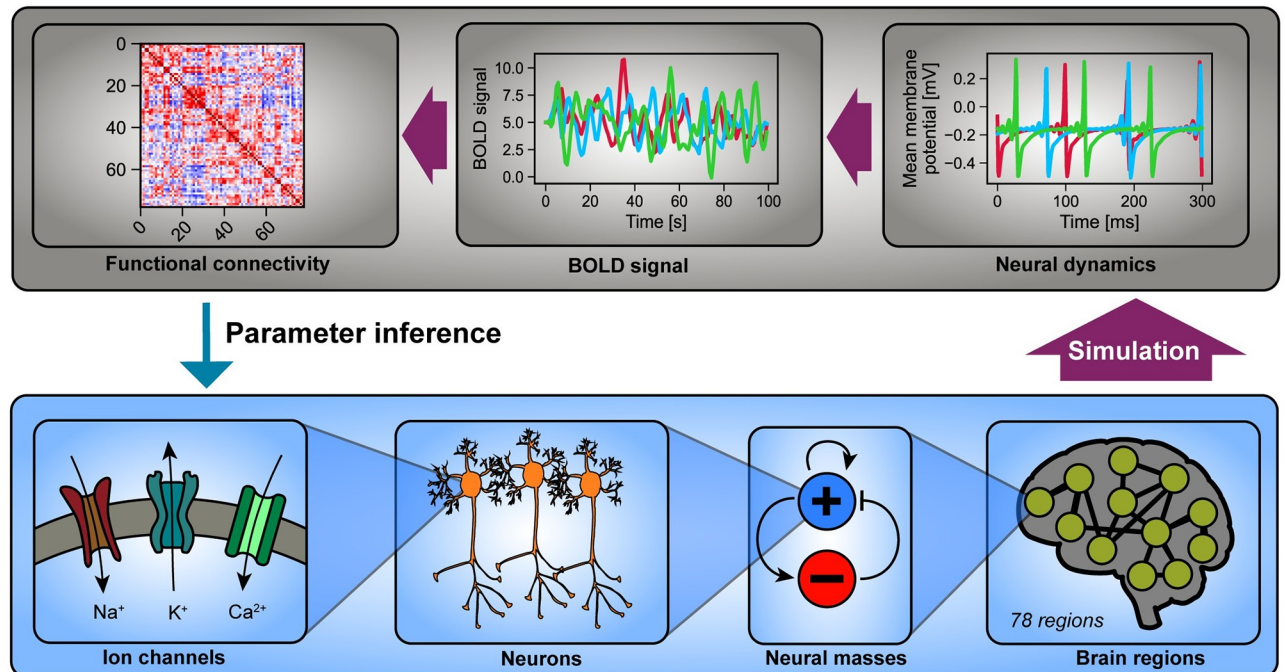 0
20
40
60
0
20
40
60
Functional connectivity
BOLD signal
10.0
7.5
5.0
2.5
0.0
0
20
40
60
80
100
Time [s]
BOLD signal
Mean membrane
potential [mV]
0.2
0.0
−0.2
−0.4
0
100
200
300
Time [ms]
Neural dynamics
Parameter inference
Simulation
Na⁺
K⁺
Ca²⁺
Ion channels
Neurons
+
−
Neural masses
78 regions
Brain regions